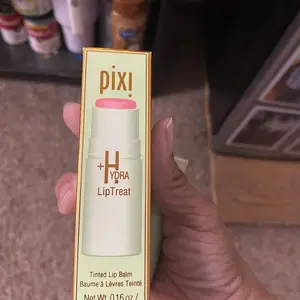 pixi
+HYDRA
LipTreat
Tinted Lip Balm
Baume à Lèvres Teinté
Net Wt. 0.16 oz /